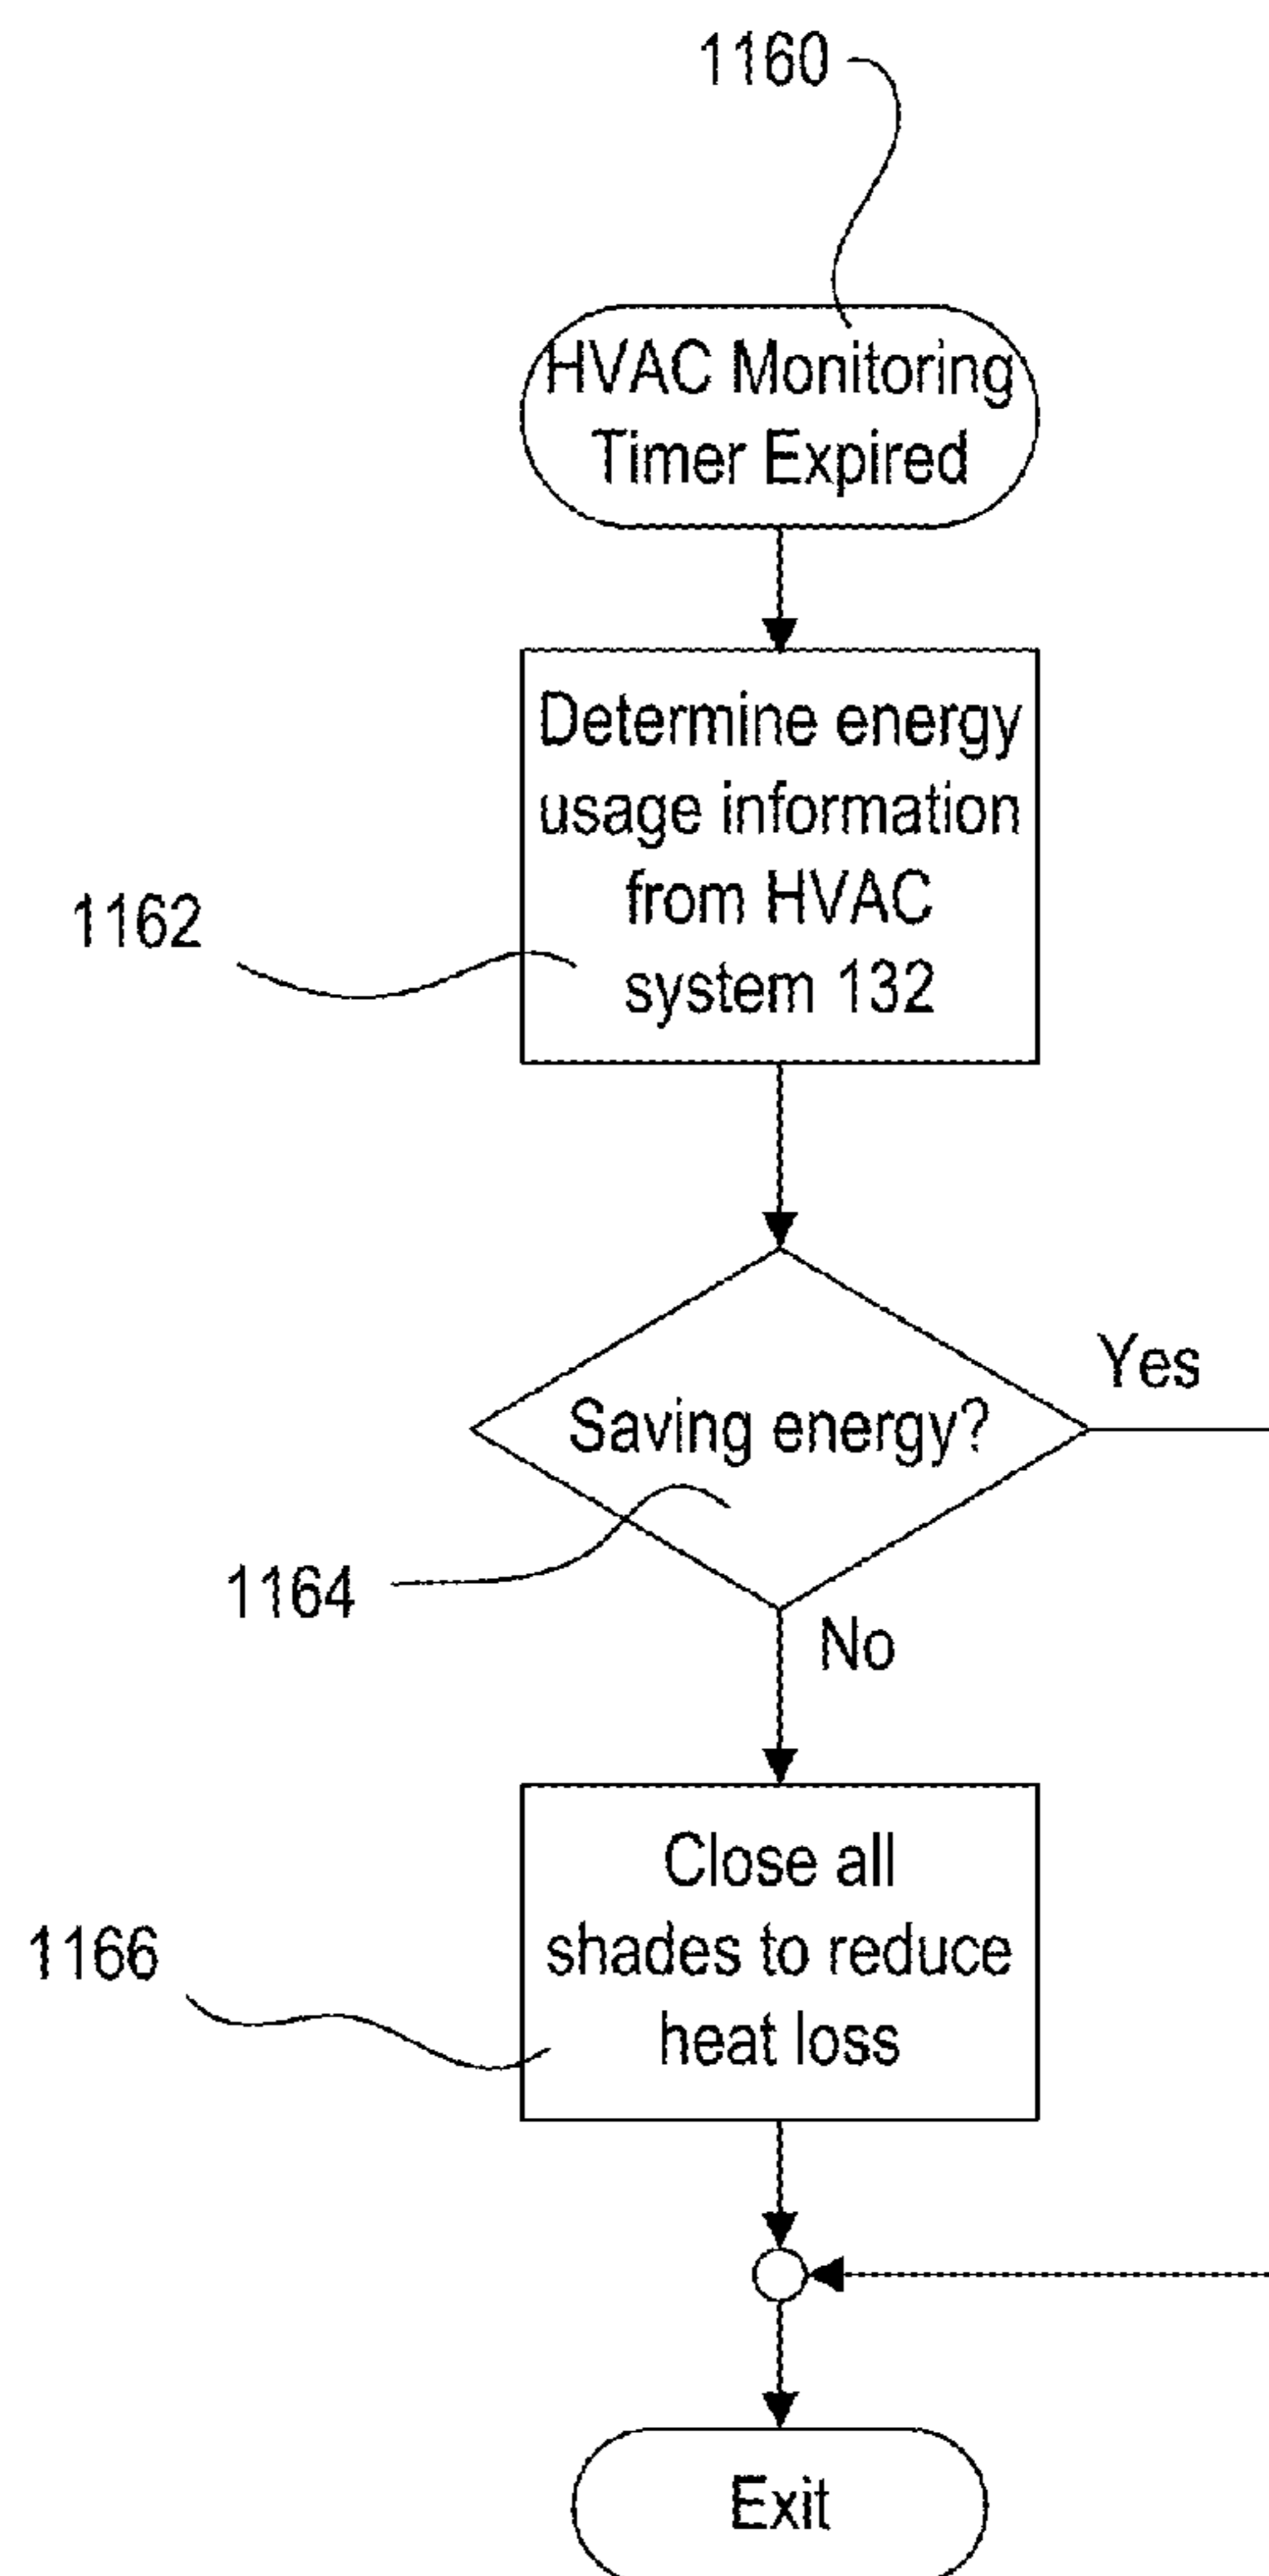 1160
HVAC Monitoring
Timer Expired
Determine energy
usage information
from HVAC
system 132
1162
Saving energy?
Yes
1164
No
Close all
shades to reduce
heat loss
1166
Exit